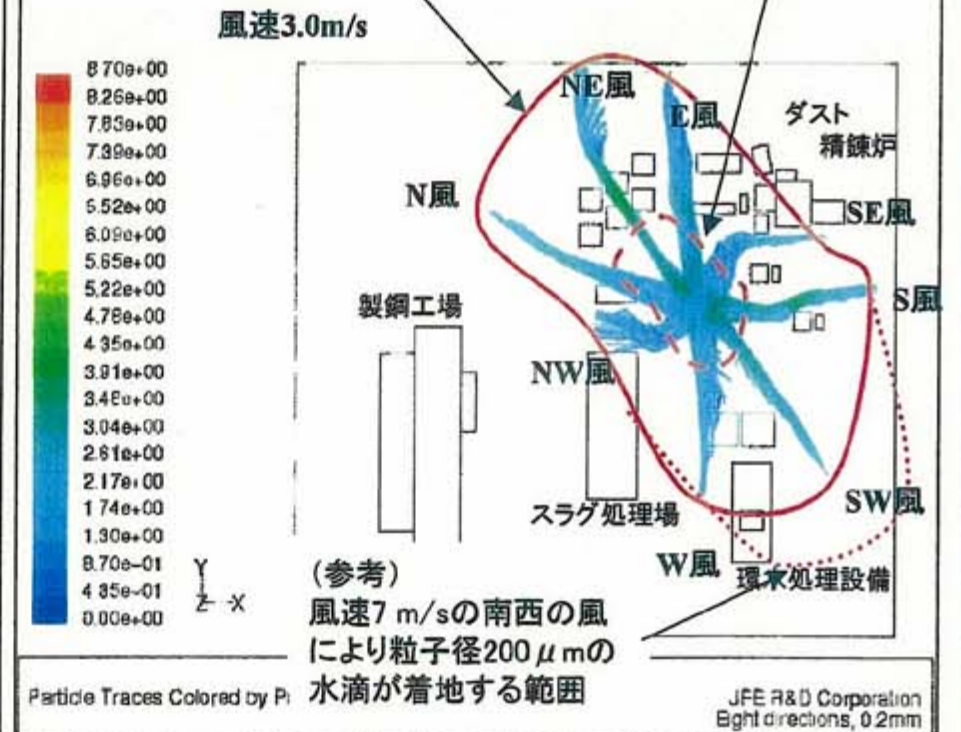 風速3.0m/s
8.70e+00
8.26e+00
7.83e+00
7.39e+00
6.96e+00
6.52e+00
6.09e+00
5.65e+00
5.22e+00
4.78e+00
4.35e+00
3.91e+00
3.48e+00
3.04e+00
2.61e+00
2.17e+00
1.74e+00
1.30e+00
8.70e-01
4.35e-01
0.00e+00
NE風
E風
ダスト
精錬炉
N風
SE風
S風
製鋼工場
NW風
スラグ処理場
SW風
W風
環水処理設備
Y
Z
X
(参考)
風速7 m/sの南西の風
により粒子径200μmの
水滴が着地する範囲
Particle Traces Colored by
JFE R&D Corporation
Eight directions, 0.2mm